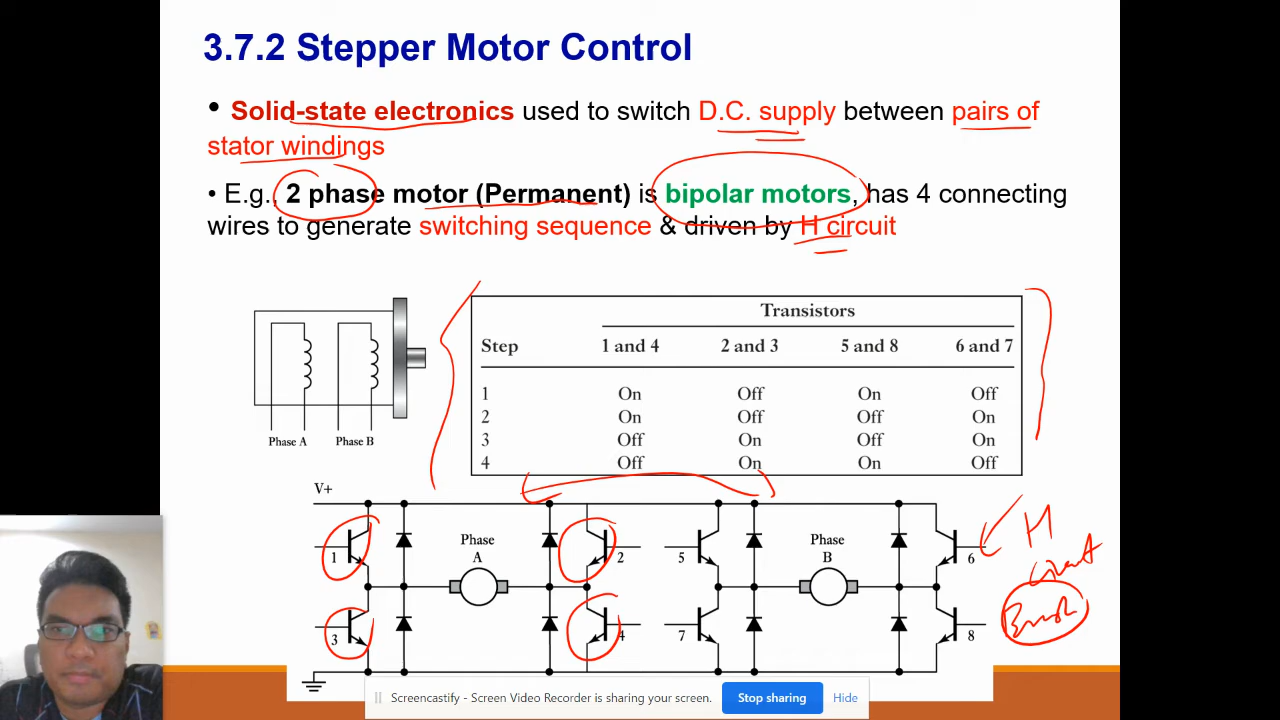 3.7.2 Stepper Motor Control
• Solid-state electronics used to switch D.C. supply between pairs of
stator windings
• E.g., 2 phase motor (Permanent) is bipolar motors, has 4 connecting
wires to generate switching sequence & driven by H circuit
Transistors
Step 1 and 4 2 and 3 5 and 8 6 and 7
1 On Off On Off
2 On Off Off On
3 Off On Off On
4 Off On On Off
Phase A Phase B
V+
H
1 Phase A 2 5 Phase B 6
3 4 7 8
Screencastify - Screen Video Recorder is sharing your screen. Stop sharing Hide